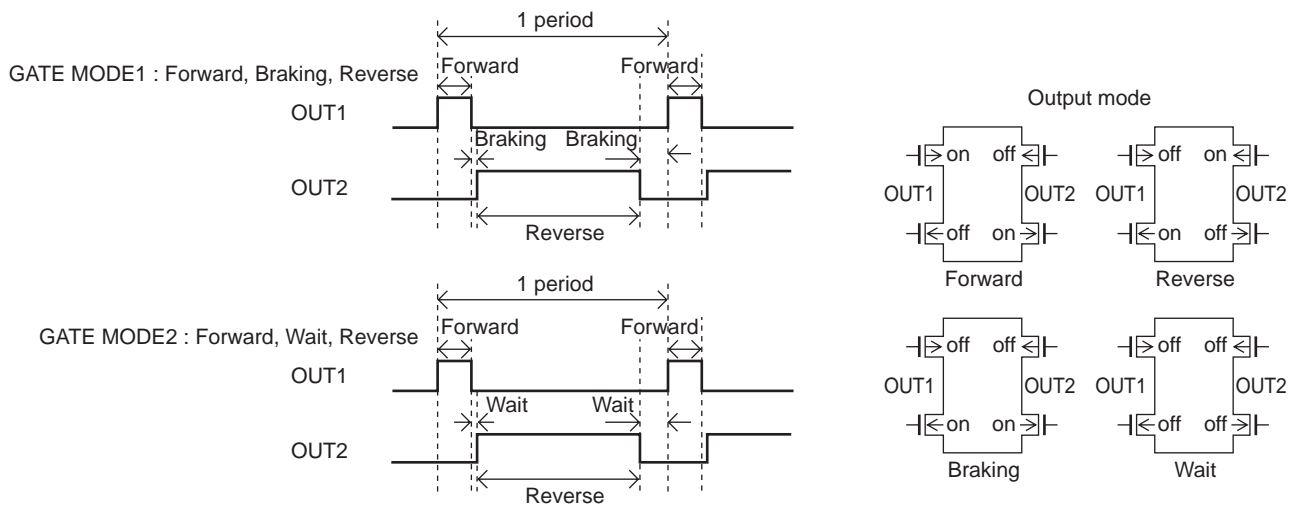 1 period
GATE MODE1 : Forward, Braking, Reverse
Forward
Forward
OUT1
Braking
Braking
OUT2
Reverse
1 period
GATE MODE2 : Forward, Wait, Reverse
Forward
Forward
OUT1
Wait
Wait
OUT2
Reverse
Output mode
on off
OUT1 OUT2
off on
Forward
off on
OUT1 OUT2
on off
Reverse
off off
OUT1 OUT2
on on
Braking
off off
OUT1 OUT2
off off
Wait